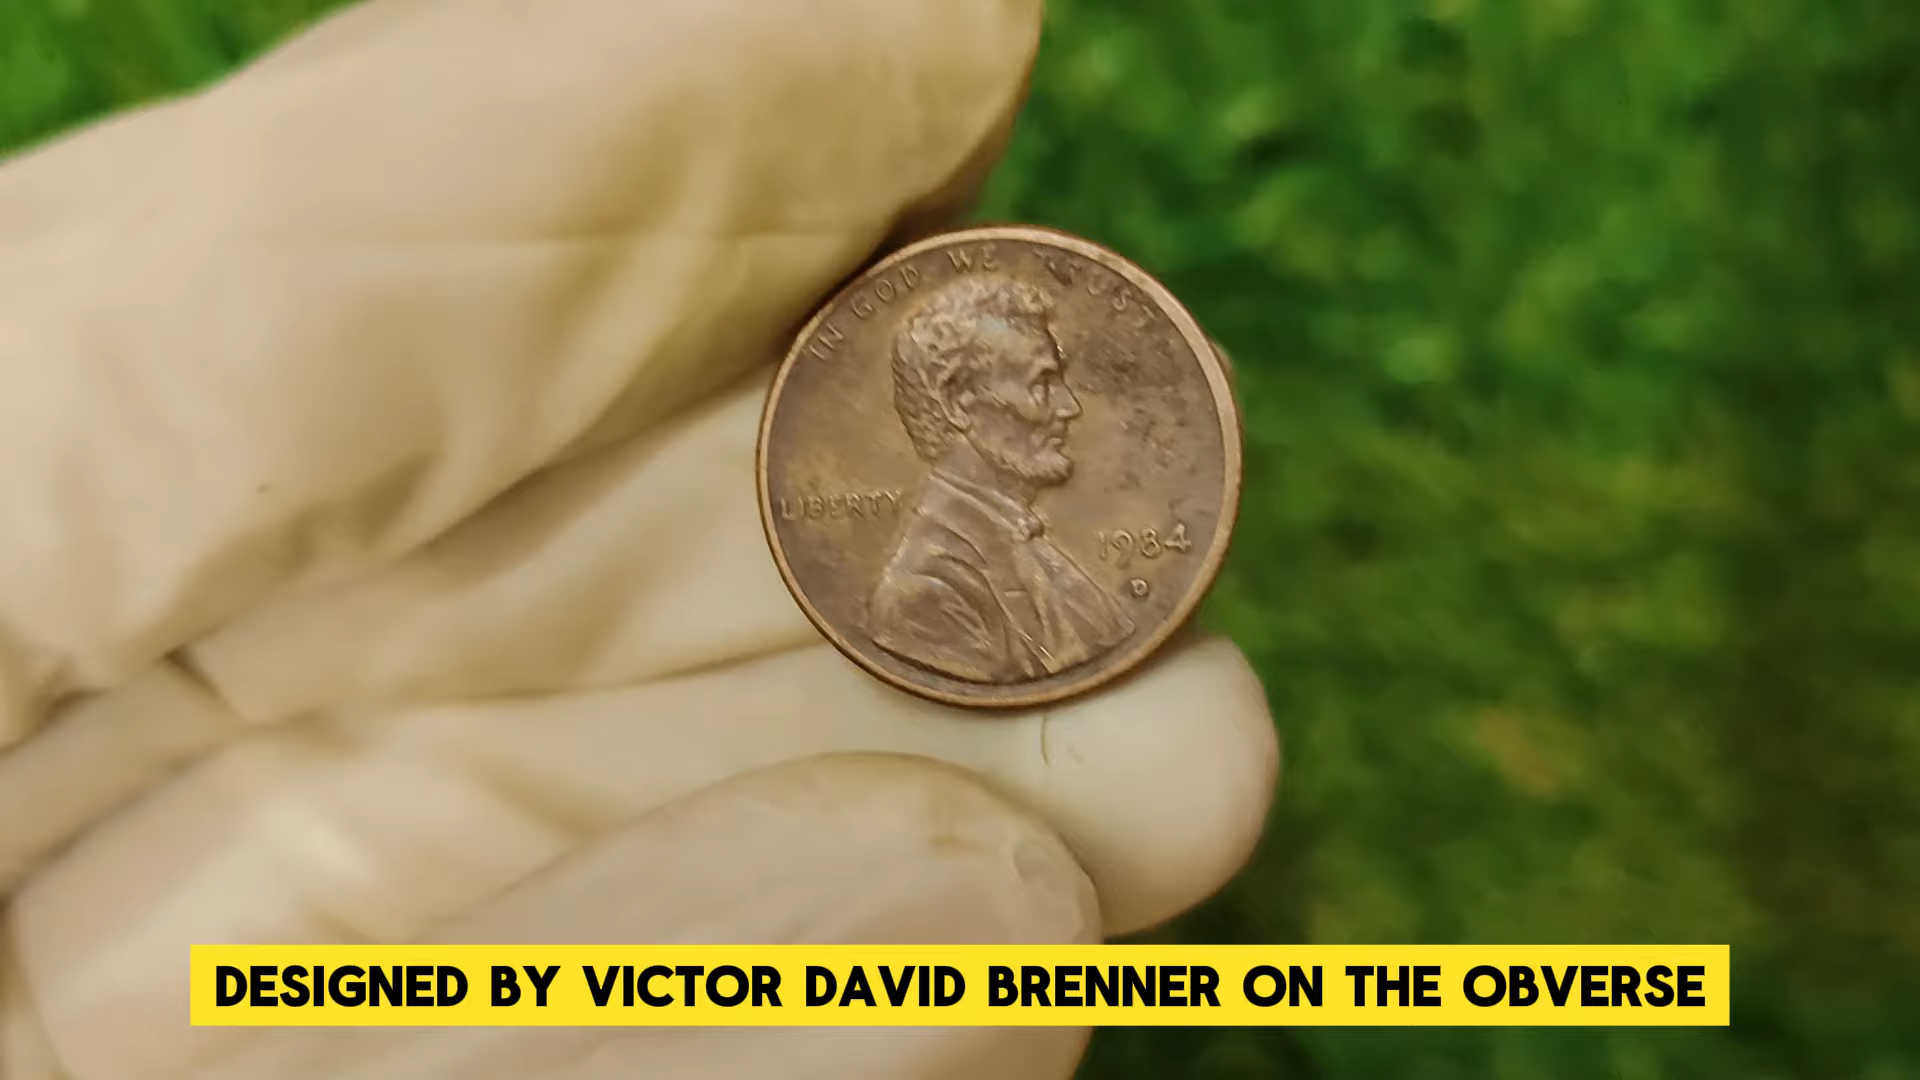 IN GOD WE TRUST
LIBERTY
1984
D
DESIGNED BY VICTOR DAVID BRENNER ON THE OBVERSE